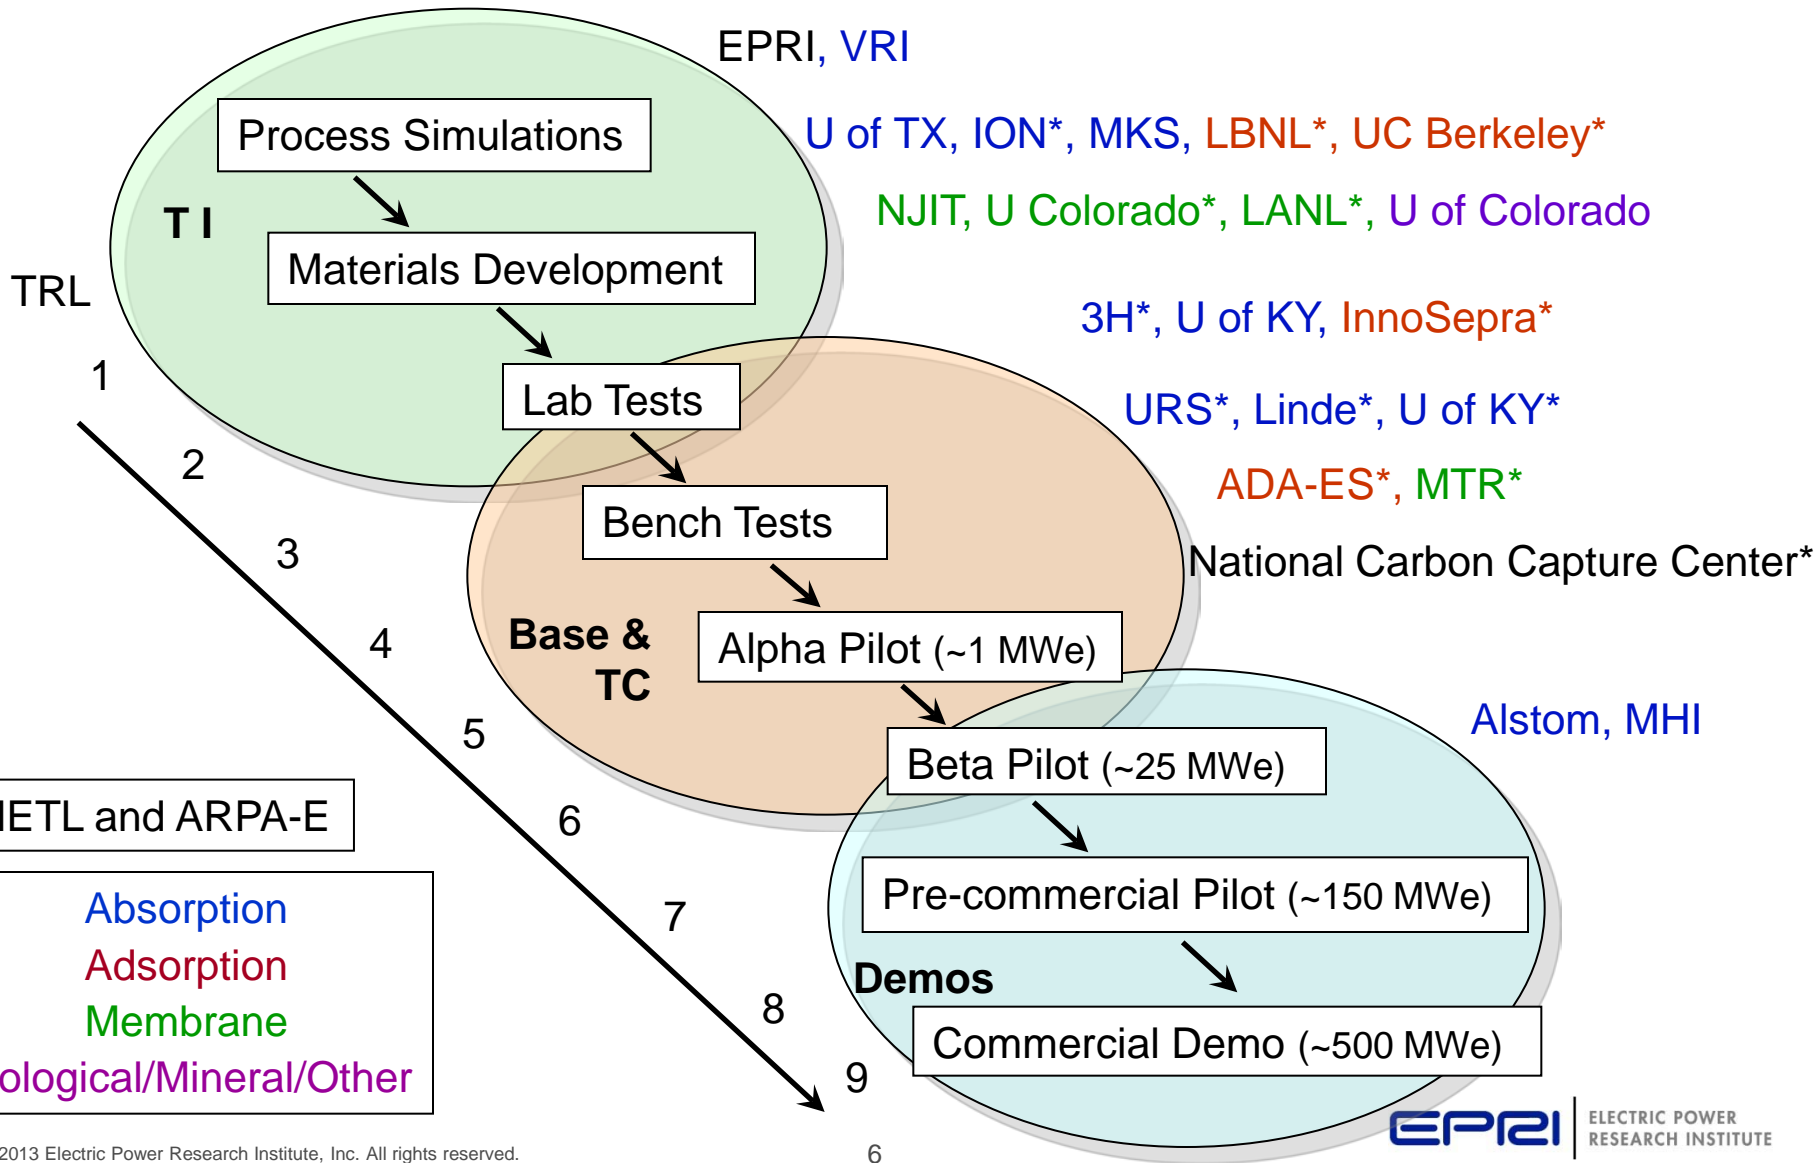 EPRI, VRI
Process Simulations
U of TX, ION*, MKS, LBNL*, UC Berkeley*
T I
NJIT, U Colorado*, LANL*, U of Colorado
Materials Development
TRL
3H*, U of KY, InnoSepra*
1
Lab Tests
URS*, Linde*, U of KY*
2
ADA-ES*, MTR*
Bench Tests
3
National Carbon Capture Center*
4
Base &
TC
Alpha Pilot (~1 MWe)
5
Alstom, MHI
Beta Pilot (~25 MWe)
ETL and ARPA-E
6
Absorption
Adsorption
Membrane
ological/Mineral/Other
7
Pre-commercial Pilot (~150 MWe)
Demos
8
Commercial Demo (~500 MWe)
9
2013 Electric Power Research Institute, Inc. All rights reserved.
6
EPRI
ELECTRIC POWER
RESEARCH INSTITUTE